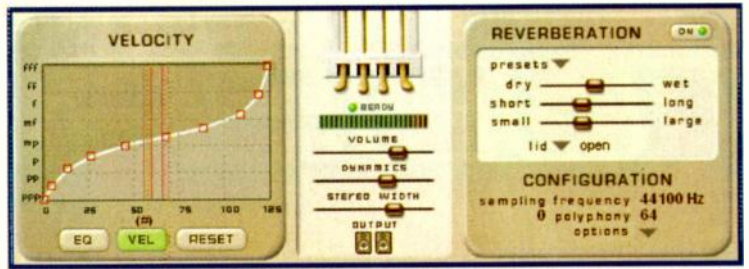 VELOCITY
fff
ff
f
mf
mp
p
pp
ppp
0 25 50 75 100 125
(#)
EQ VEL RESET
READY
VOLUME
DYNAMICS
STEREO WIDTH
OUTPUT
REVERBERATION ON
presets
dry wet
short long
small large
lid open
CONFIGURATION
sampling frequency 44100 Hz
0 polyphony 64
options